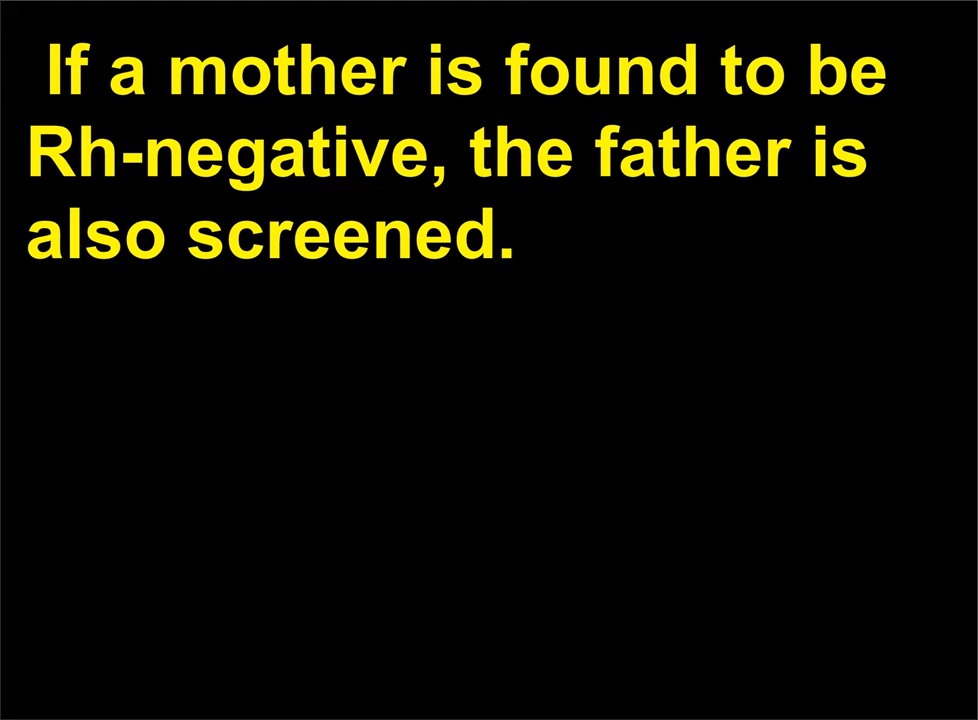 If a mother is found to be
Rh-negative, the father is
also screened.